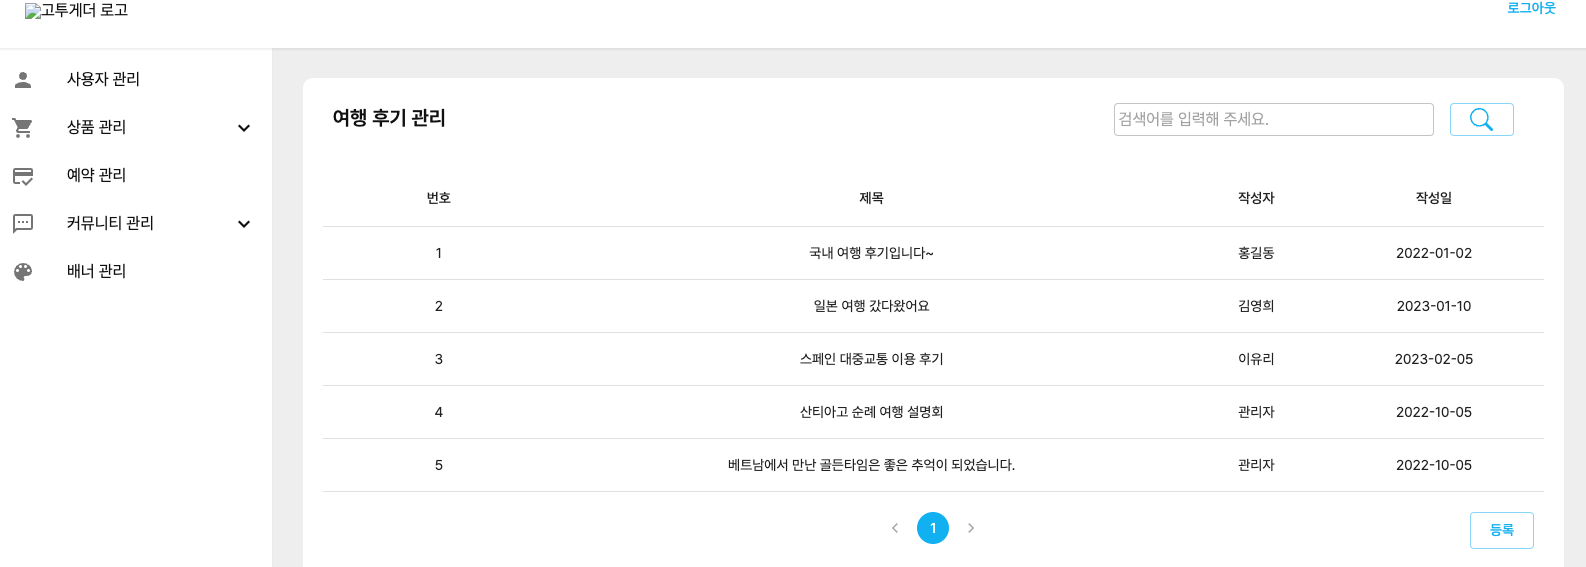 고투게더 로고
로그아웃
사용자 관리
상품 관리
예약 관리
커뮤니티 관리
배너 관리
여행 후기 관리
검색어를 입력해 주세요.
번호 제목 작성자 작성일
1 국내 여행 후기입니다~ 홍길동 2022-01-02
2 일본 여행 갔다왔어요 김영희 2023-01-10
3 스페인 대중교통 이용 후기 이유리 2023-02-05
4 산티아고 순례 여행 설명회 관리자 2022-10-05
5 베트남에서 만난 골든타임은 좋은 추억이 되었습니다. 관리자 2022-10-05
1
등록